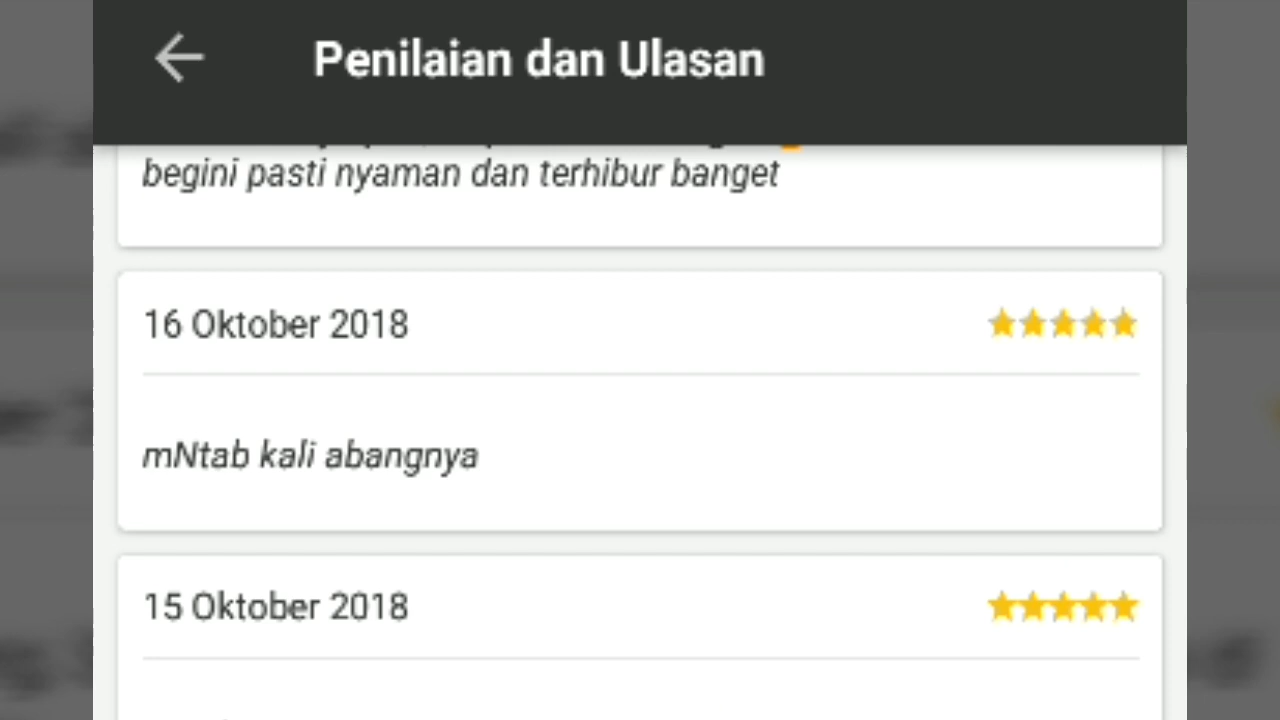 Penilaian dan Ulasan
begini pasti nyaman dan terhibur banget
16 Oktober 2018
mNtab kali abangnya
15 Oktober 2018